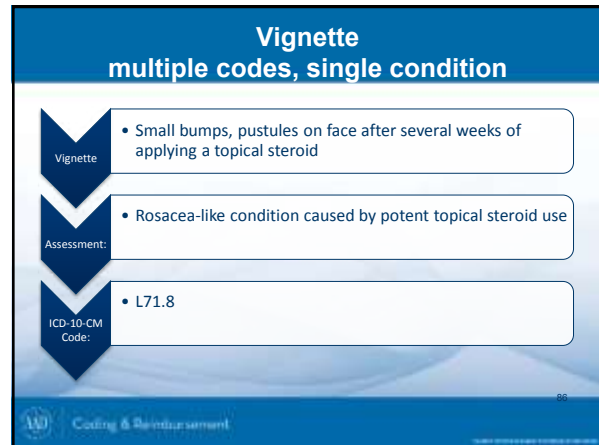 Vignette
multiple codes, single condition
Vignette
• Small bumps, pustules on face after several weeks of
applying a topical steroid
Assessment:
• Rosacea-like condition caused by potent topical steroid use
ICD-10-CM
Code:
• L71.8
86
AAD Coding & Reimbursement